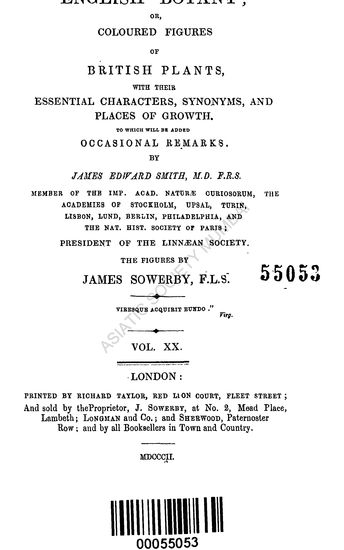 ENGLISH BOTANY;
OR,
COLOURED FIGURES
OF
BRITISH PLANTS,
WITH THEIR
ESSENTIAL CHARACTERS, SYNONYMS, AND
PLACES OF GROWTH.
TO WHICH WILL BE ADDED
OCCASIONAL REMARKS.
BY
JAMES EDWARD SMITH, M.D. F.R.S.
MEMBER OF THE IMP. ACAD. NATURÆ CURIOSORUM, THE
ACADEMIES OF STOCKHOLM, UPSAL, TURIN,
LISBON, LUND, BERLIN, PHILADELPHIA, AND
THE NAT. HIST. SOCIETY OF PARIS;
PRESIDENT OF THE LINNÆAN SOCIETY.
THE FIGURES BY
JAMES SOWERBY, F.L.S.
55053
VIRESQUE ACQUIRIT EUNDO."
Virg.
ASIATIC SOCIETY MUMBAI
VOL. XX.
LONDON:
PRINTED BY RICHARD TAYLOR, RED LION COURT, FLEET STREET;
And sold by theProprietor, J. SOWERBY, at No. 2, Mead Place,
Lambeth; LONGMAN and Co.; and SHERWOOD, Paternoster
Row; and by all Booksellers in Town and Country.
MDCCCII.
00055053